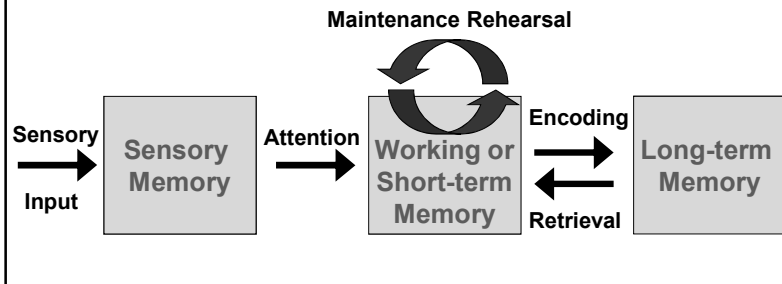 Maintenance Rehearsal
Sensory
Input
Sensory
Memory
Attention
Working or
Short-term
Memory
Encoding
Retrieval
Long-term
Memory